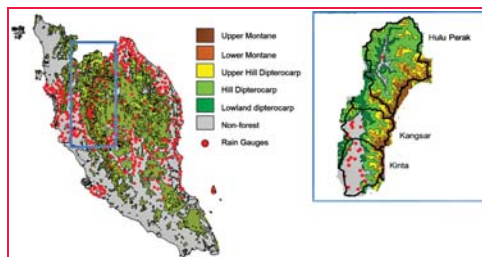 Upper Montane
Lower Montane
Upper Hill Dipterocarp
Hill Dipterocarp
Lowland dipterocarp
Non-forest
Rain Gauges
Hulu Perak
Kangsar
Kinta